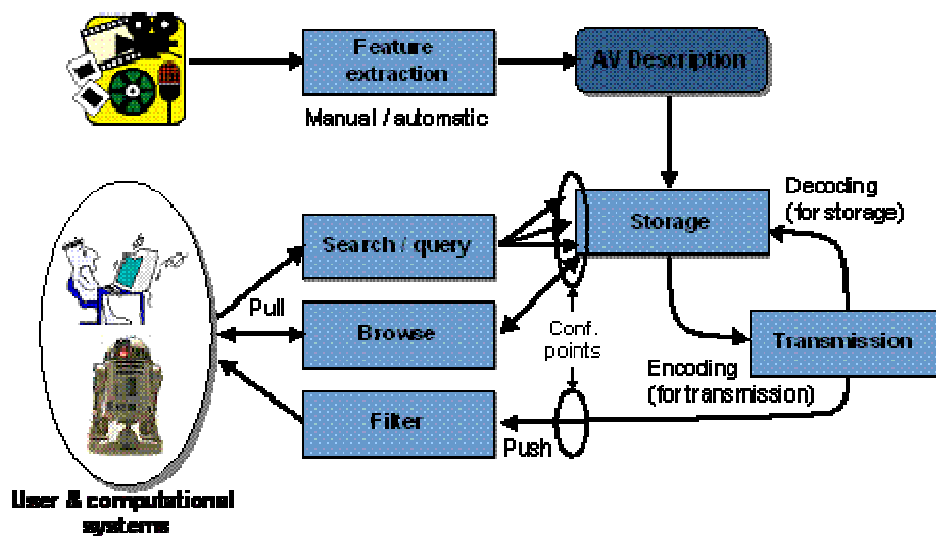 Feature
extraction
AV Description
Manual / automatic
Decoding
(for storage)
Storage
Search / query
Pull
Browse
Conf.
points
Transmission
Encoding
(for transmission)
Filter
Push
User & computational
systems